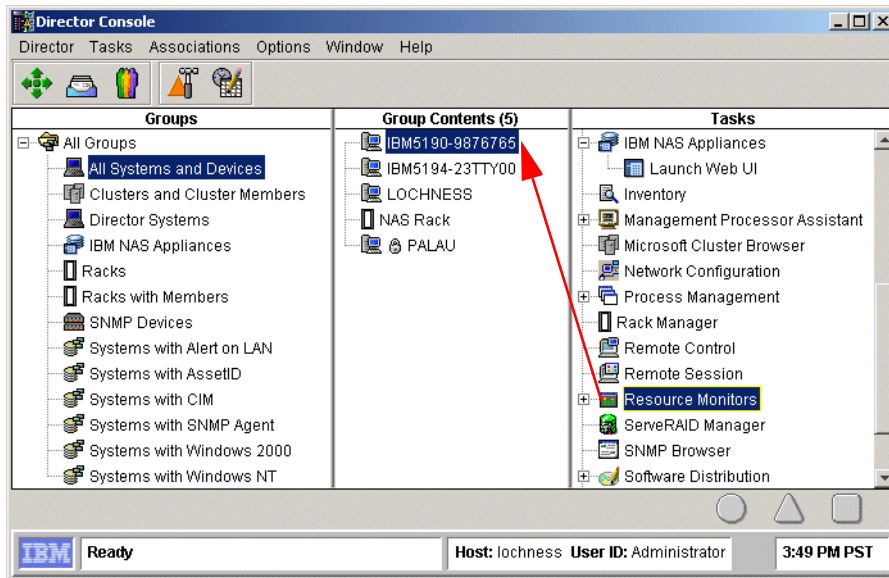 Director Console
Director Tasks Associations Options Window Help
Groups
All Groups
All Systems and Devices
Clusters and Cluster Members
Director Systems
IBM NAS Appliances
Racks
Racks with Members
SNMP Devices
Systems with Alert on LAN
Systems with AssetID
Systems with CIM
Systems with SNMP Agent
Systems with Windows 2000
Systems with Windows NT
Group Contents (5)
IBM5190-9876765
IBM5194-23TTY00
LOCHNESS
NAS Rack
PALAU
Tasks
IBM NAS Appliances
Launch Web UI
Inventory
Management Processor Assistant
Microsoft Cluster Browser
Network Configuration
Process Management
Rack Manager
Remote Control
Remote Session
Resource Monitors
ServeRAID Manager
SNMP Browser
Software Distribution
IBM Ready Host: lochness User ID: Administrator 3:49 PM PST